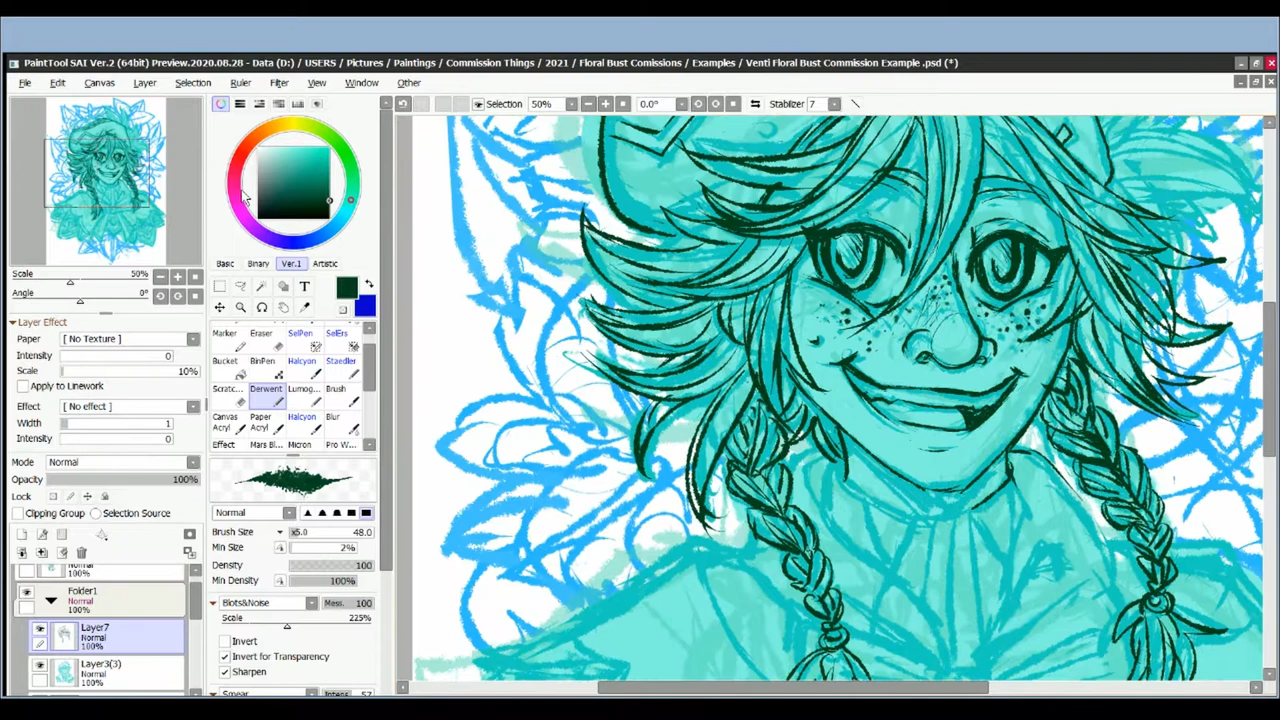 PaintTool SAI Ver.2 (64bit) Preview.2020.08.28 - Data (D:) / USERS / Pictures / Paintings / Commission Things / 2021 / Floral Bust Comissions / Examples / Venti Floral Bust Commission Example .psd (*)
File Edit Canvas Layer Selection Ruler Filter View Window Other
Selection 50% 0.0° Stabilizer 7
Scale 50%
Angle 0°
Layer Effect
Paper [ No Texture ]
Intensity 0
Scale 10%
Apply to Linework
Effect [ No effect ]
Width 1
Intensity 0
Mode Normal
Opacity 100%
Lock
Clipping Group Selection Source
100%
Folder1
Normal
100%
Layer7
Normal
100%
Layer3(3)
Normal
100%
Basic Binary Ver.1 Artistic
T
Marker Eraser SelPen SelErs
Bucket BinPen Halcyon Staedler
Scratc... Derwent Lumog... Brush
Canvas Acryl Paper Acryl Halcyon Blur
Effect Mars Bl... Micron Pro W...
Normal
Brush Size x5.0 48.0
Min Size 2%
Density 100
Min Density 100%
Blots&Noise Mess. 100
Scale 225%
Invert
Invert for Transparency
Sharpen
Smear Intens. 57